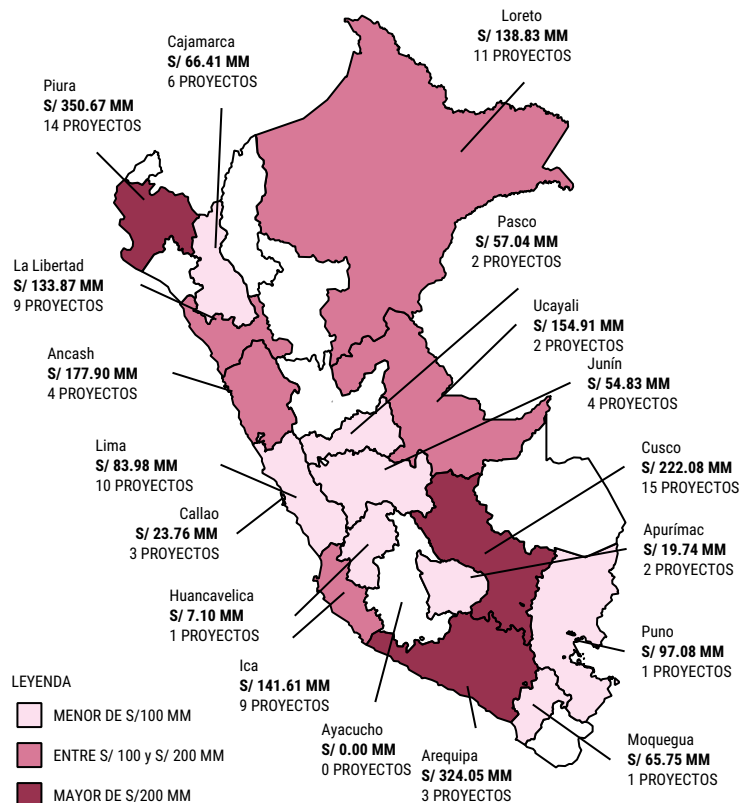 Loreto
S/ 138.83 MM
11 PROYECTOS
Cajamarca
S/ 66.41 MM
6 PROYECTOS
Piura
S/ 350.67 MM
14 PROYECTOS
Pasco
S/ 57.04 MM
2 PROYECTOS
La Libertad
S/ 133.87 MM
9 PROYECTOS
Ucayali
S/ 154.91 MM
2 PROYECTOS
Ancash
S/ 177.90 MM
4 PROYECTOS
Junín
S/ 54.83 MM
4 PROYECTOS
Lima
S/ 83.98 MM
10 PROYECTOS
Cusco
S/ 222.08 MM
15 PROYECTOS
Callao
S/ 23.76 MM
3 PROYECTOS
Apurímac
S/ 19.74 MM
2 PROYECTOS
Huancavelica
S/ 7.10 MM
1 PROYECTOS
Puno
S/ 97.08 MM
1 PROYECTOS
Ica
S/ 141.61 MM
9 PROYECTOS
Ayacucho
S/ 0.00 MM
0 PROYECTOS
Arequipa
S/ 324.05 MM
3 PROYECTOS
Moquegua
S/ 65.75 MM
1 PROYECTOS
LEYENDA
MENOR DE S/100 MM
ENTRE S/ 100 y S/ 200 MM
MAYOR DE S/200 MM